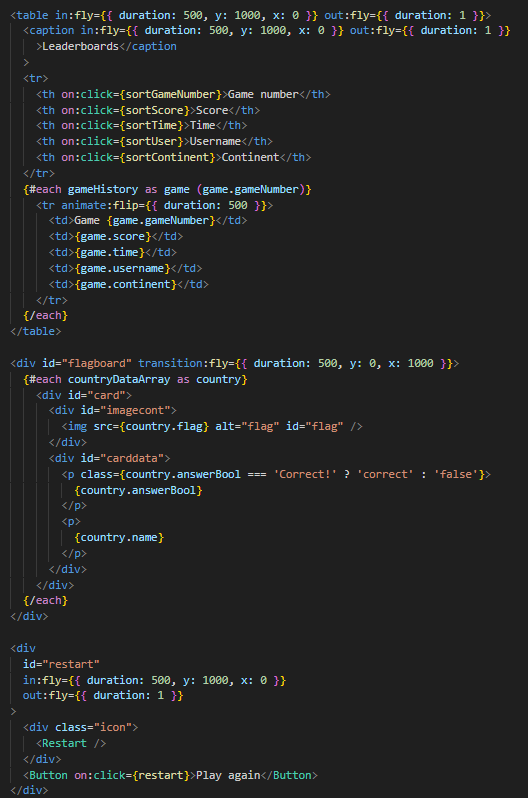 <table in:fly={{ duration: 500, y: 1000, x: 0 }} out:fly={{ duration: 1 }}>
  <caption in:fly={{ duration: 500, y: 1000, x: 0 }} out:fly={{ duration: 1 }}
    >Leaderboards</caption
  >
  <tr>
    <th on:click={sortGameNumber}>Game number</th>
    <th on:click={sortScore}>Score</th>
    <th on:click={sortTime}>Time</th>
    <th on:click={sortUser}>Username</th>
    <th on:click={sortContinent}>Continent</th>
  </tr>
  {#each gameHistory as game (game.gameNumber)}
    <tr animate:flip={{ duration: 500 }}>
      <td>Game {game.gameNumber}</td>
      <td>{game.score}</td>
      <td>{game.time}</td>
      <td>{game.username}</td>
      <td>{game.continent}</td>
    </tr>
  {/each}
</table>

<div id="flagboard" transition:fly={{ duration: 500, y: 0, x: 1000 }}>
  {#each countryDataArray as country}
    <div id="card">
      <div id="imagecont">
        <img src={country.flag} alt="flag" id="flag" />
      </div>
      <div id="carddata">
        <p class={country.answerBool === 'Correct!' ? 'correct' : 'false'}>
          {country.answerBool}
        </p>
        <p>
          {country.name}
        </p>
      </div>
    </div>
  {/each}
</div>

<div
  id="restart"
  in:fly={{ duration: 500, y: 1000, x: 0 }}
  out:fly={{ duration: 1 }}
>
  <div class="icon">
    <Restart />
  </div>
  <Button on:click={restart}>Play again</Button>
</div>